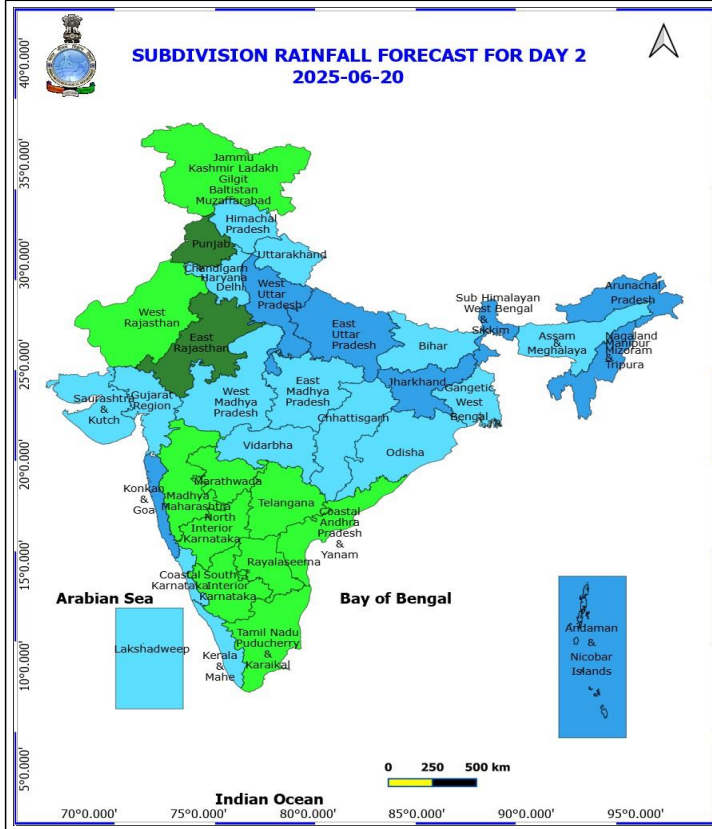 SUBDIVISION RAINFALL FORECAST FOR DAY 2
2025-06-20
40°0.000'
35°0.000'
30°0.000'
25°0.000'
20°0.000'
15°0.000'
10°0.000'
5°0.000'
Jammu
Kashmir Ladakh
Gilgit
Baltistan
Muzaffarabad
Himachal
Pradesh
Punjab
Uttarakhand
Chandigarh
Haryana
Delhi
West
Uttar
Pradesh
West
Rajasthan
East
Rajasthan
East
Uttar
Pradesh
Sub Himalayan
West Bengal
&
Sikkim
Arunachal
Pradesh
Assam
&
Meghalaya
Nagaland
Manipur
Mizoram
&
Tripura
Bihar
Jharkhand
Gangetic
West
Bengal
Saurashtra
&
Kutch
Gujarat
Region
West
Madhya
Pradesh
East
Madhya
Pradesh
Chhattisgarh
Vidarbha
Odisha
Konkan
&
Goa
Madhya
Maharashtra
Marathwada
North
Interior
Karnataka
Telangana
Coastal
Andhra
Pradesh
&
Yanam
Rayalaseema
Coastal
Karnataka
South
Interior
Karnataka
Arabian Sea
Bay of Bengal
Lakshadweep
Kerala
&
Mahe
Tamil Nadu
Puducherry
&
Karaikal
Andaman
&
Nicobar
Islands
0 250 500 km
Indian Ocean
70°0.000' 75°0.000' 80°0.000' 85°0.000' 90°0.000' 95°0.000'